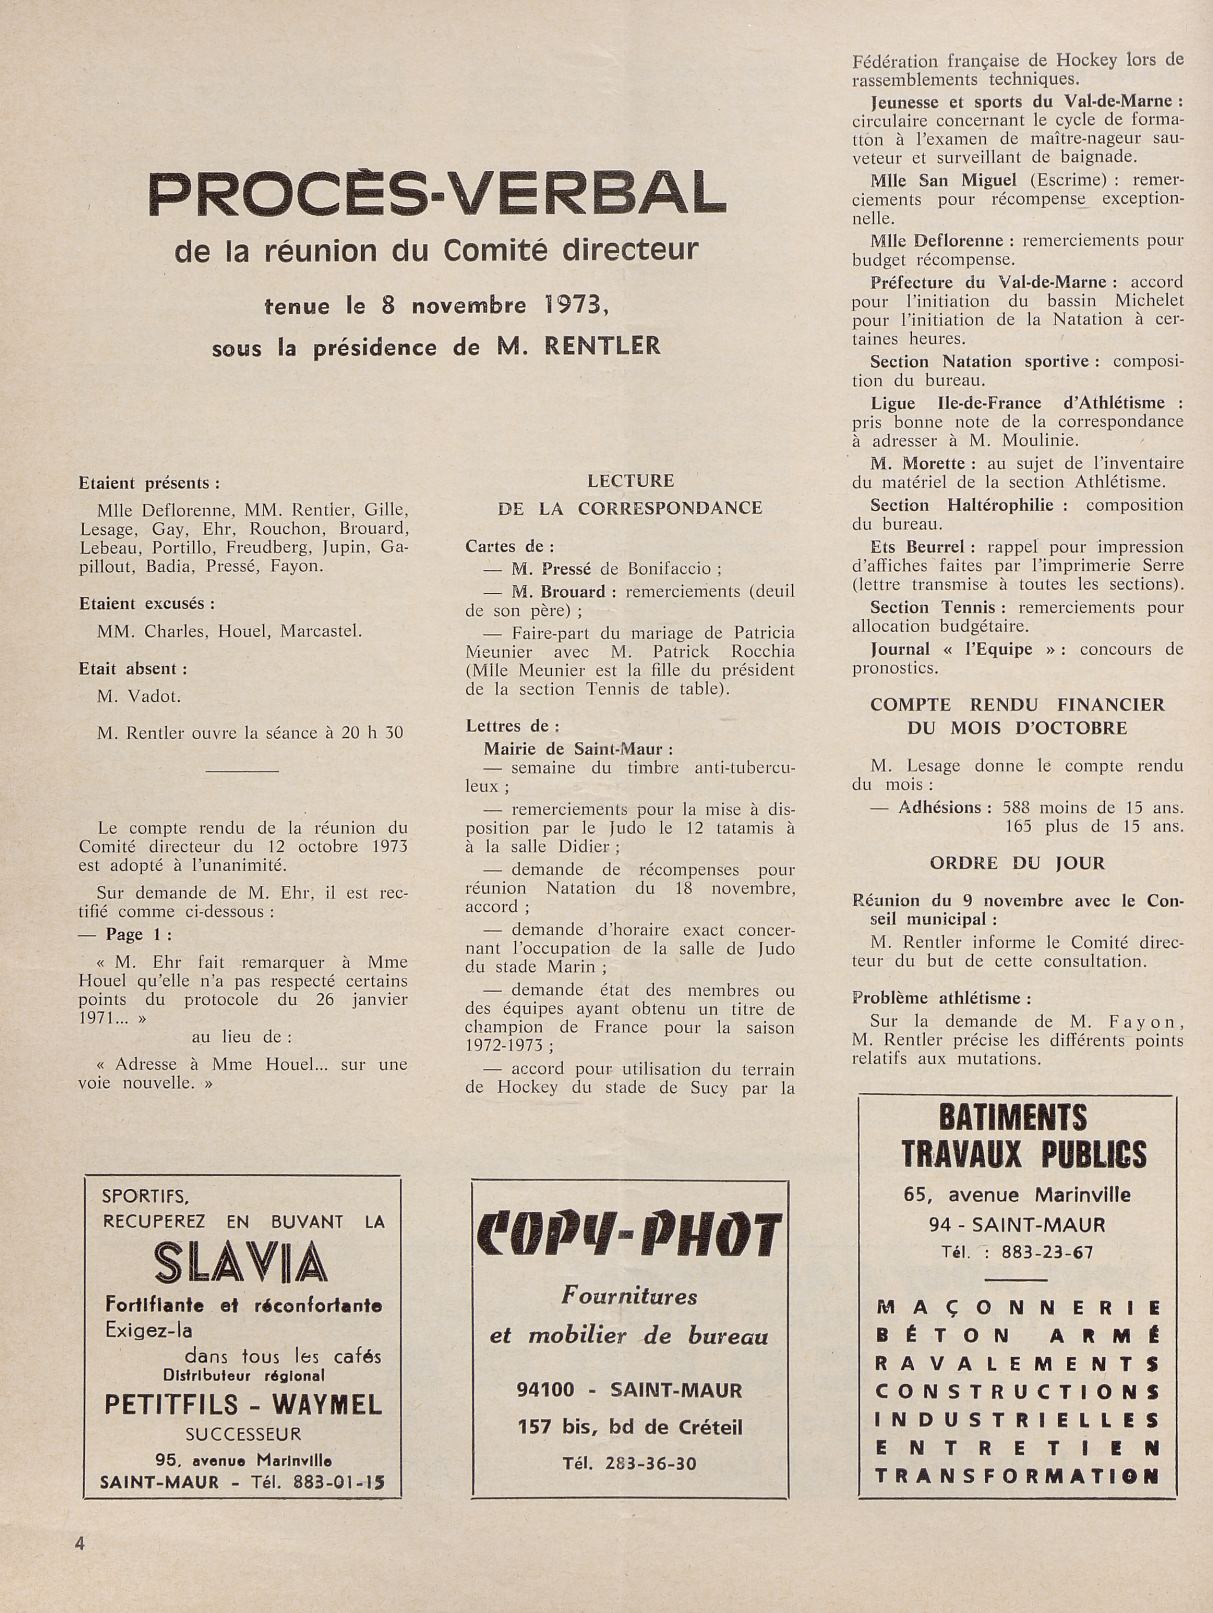 PROCÈS-VERBAL
de la réunion du Comité directeur
tenue le 8 novembre 1973,
sous la présidence de M. RENTLER
Etaient présents :
Mlle Deflorenne, MM. Rentler, Gille,
Lesage, Gay, Ehr, Rouchon, Brouard,
Lebeau, Portillo, Freudberg, Jupin, Ga-
pillout, Badia, Pressé, Fayon.
Etaient excusés :
MM. Charles, Houel, Marcastel.
Etait absent :
M. Vadot.
M. Rentler ouvre la séance à 20 h 30
Le compte rendu de la réunion du
Comité directeur du 12 octobre 1973
est adopté à l'unanimité.
Sur demande de M. Ehr, il est rec-
tifié comme ci-dessous :
— Page 1 :
« M. Ehr fait remarquer à Mme
Houel qu'elle n'a pas respecté certains
points du protocole du 26 janvier
1971... »
au lieu de :
« Adresse à Mme Houel... sur une
voie nouvelle. »
LECTURE
DE LA CORRESPONDANCE
Cartes de :
— M. Pressé de Bonifaccio ;
— M. Brouard : remerciements (deuil
de son père) ;
— Faire-part du mariage de Patricia
Meunier avec M. Patrick Rocchia
(Mlle Meunier est la fille du président
de la section Tennis de table).
Lettres de :
Mairie de Saint-Maur :
— semaine du timbre anti-tubercu-
leux ;
— remerciements pour la mise à dis-
position par le Judo le 12 tatamis à
à la salle Didier ;
— demande de récompenses pour
réunion Natation du 18 novembre,
accord ;
— demande d'horaire exact concer-
nant l'occupation de la salle de Judo
du stade Marin ;
— demande état des membres ou
des équipes ayant obtenu un titre de
champion de France pour la saison
1972-1973 ;
— accord pour utilisation du terrain
de Hockey du stade de Sucy par la
Fédération française de Hockey lors de
rassemblements techniques.
Jeunesse et sports du Val-de-Marne :
circulaire concernant le cycle de forma-
tton à l'examen de maître-nageur sau-
veteur et surveillant de baignade.
Mlle San Miguel (Escrime) : remer-
ciements pour récompense exception-
nelle.
Mlle Deflorenne : remerciements pour
budget récompense.
Préfecture du Val-de-Marne : accord
pour l'initiation du bassin Michelet
pour l'initiation de la Natation à cer-
taines heures.
Section Natation sportive : composi-
tion du bureau.
Ligue Ile-de-France d'Athlétisme :
pris bonne note de la correspondance
à adresser à M. Moulinie.
M. Morette : au sujet de l'inventaire
du matériel de la section Athlétisme.
Section Haltérophilie : composition
du bureau.
Ets Beurrel : rappel pour impression
d'affiches faites par l'imprimerie Serre
(lettre transmise à toutes les sections).
Section Tennis : remerciements pour
allocation budgétaire.
Journal « l'Equipe » : concours de
pronostics.
COMPTE RENDU FINANCIER
DU MOIS D'OCTOBRE
M. Lesage donne le compte rendu
du mois :
— Adhésions : 588 moins de 15 ans.
165 plus de 15 ans.
ORDRE DU JOUR
Réunion du 9 novembre avec le Con-
seil municipal :
M. Rentler informe le Comité direc-
teur du but de cette consultation.
Problème athlétisme :
Sur la demande de M. Fayon,
M. Rentler précise les différents points
relatifs aux mutations.
SPORTIFS,
RECUPEREZ EN BUVANT LA
SLAVIA
Fortifiante et réconfortante
Exigez-la
dans tous les cafés
Distributeur régional
PETITFILS - WAYMEL
SUCCESSEUR
95, avenue Marinville
SAINT-MAUR - Tél. 883-01-15
COPY-PHOT
Fournitures
et mobilier de bureau
94100 - SAINT-MAUR
157 bis, bd de Créteil
Tél. 283-36-30
BATIMENTS
TRAVAUX PUBLICS
65, avenue Marinville
94 - SAINT-MAUR
Tél. : 883-23-67
MAÇONNERIE
BÉTON ARMÉ
RAVALEMENTS
CONSTRUCTIONS
INDUSTRIELLES
ENTRETIEN
TRANSFORMATION
4